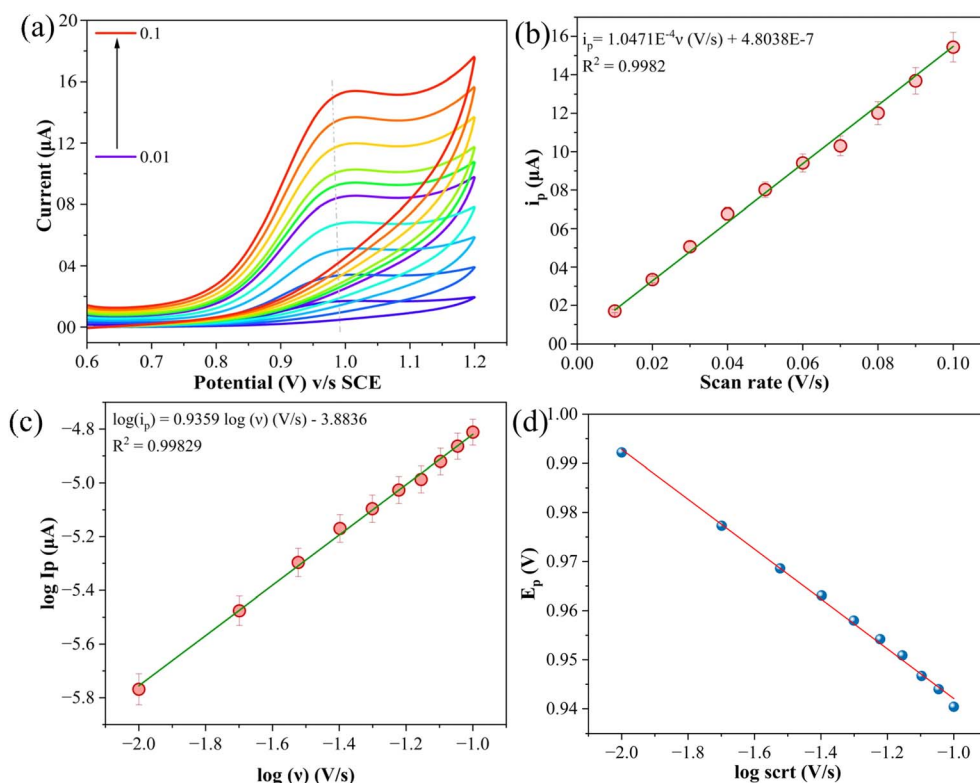 (a)
20
16
12
08
04
00
Current (μA)
0.1
0.01
0.6 0.7 0.8 0.9 1.0 1.1 1.2
Potential (V) v/s SCE
(b)
iₚ= 1.0471E⁻⁴ν (V/s) + 4.8038E-7
R² = 0.9982
16
14
12
10
08
06
04
02
00
iₚ (μA)
0.00 0.02 0.04 0.06 0.08 0.10
Scan rate (V/s)
(c)
log(iₚ) = 0.9359 log (ν) (V/s) - 3.8836
R² = 0.99829
−4.8
−5.0
−5.2
−5.4
−5.6
−5.8
log Ip (μA)
−2.0 −1.8 −1.6 −1.4 −1.2 −1.0
log (ν) (V/s)
(d)
1.00
0.99
0.98
0.97
0.96
0.95
0.94
Eₚ (V)
−2.0 −1.8 −1.6 −1.4 −1.2 −1.0
log scrt (V/s)